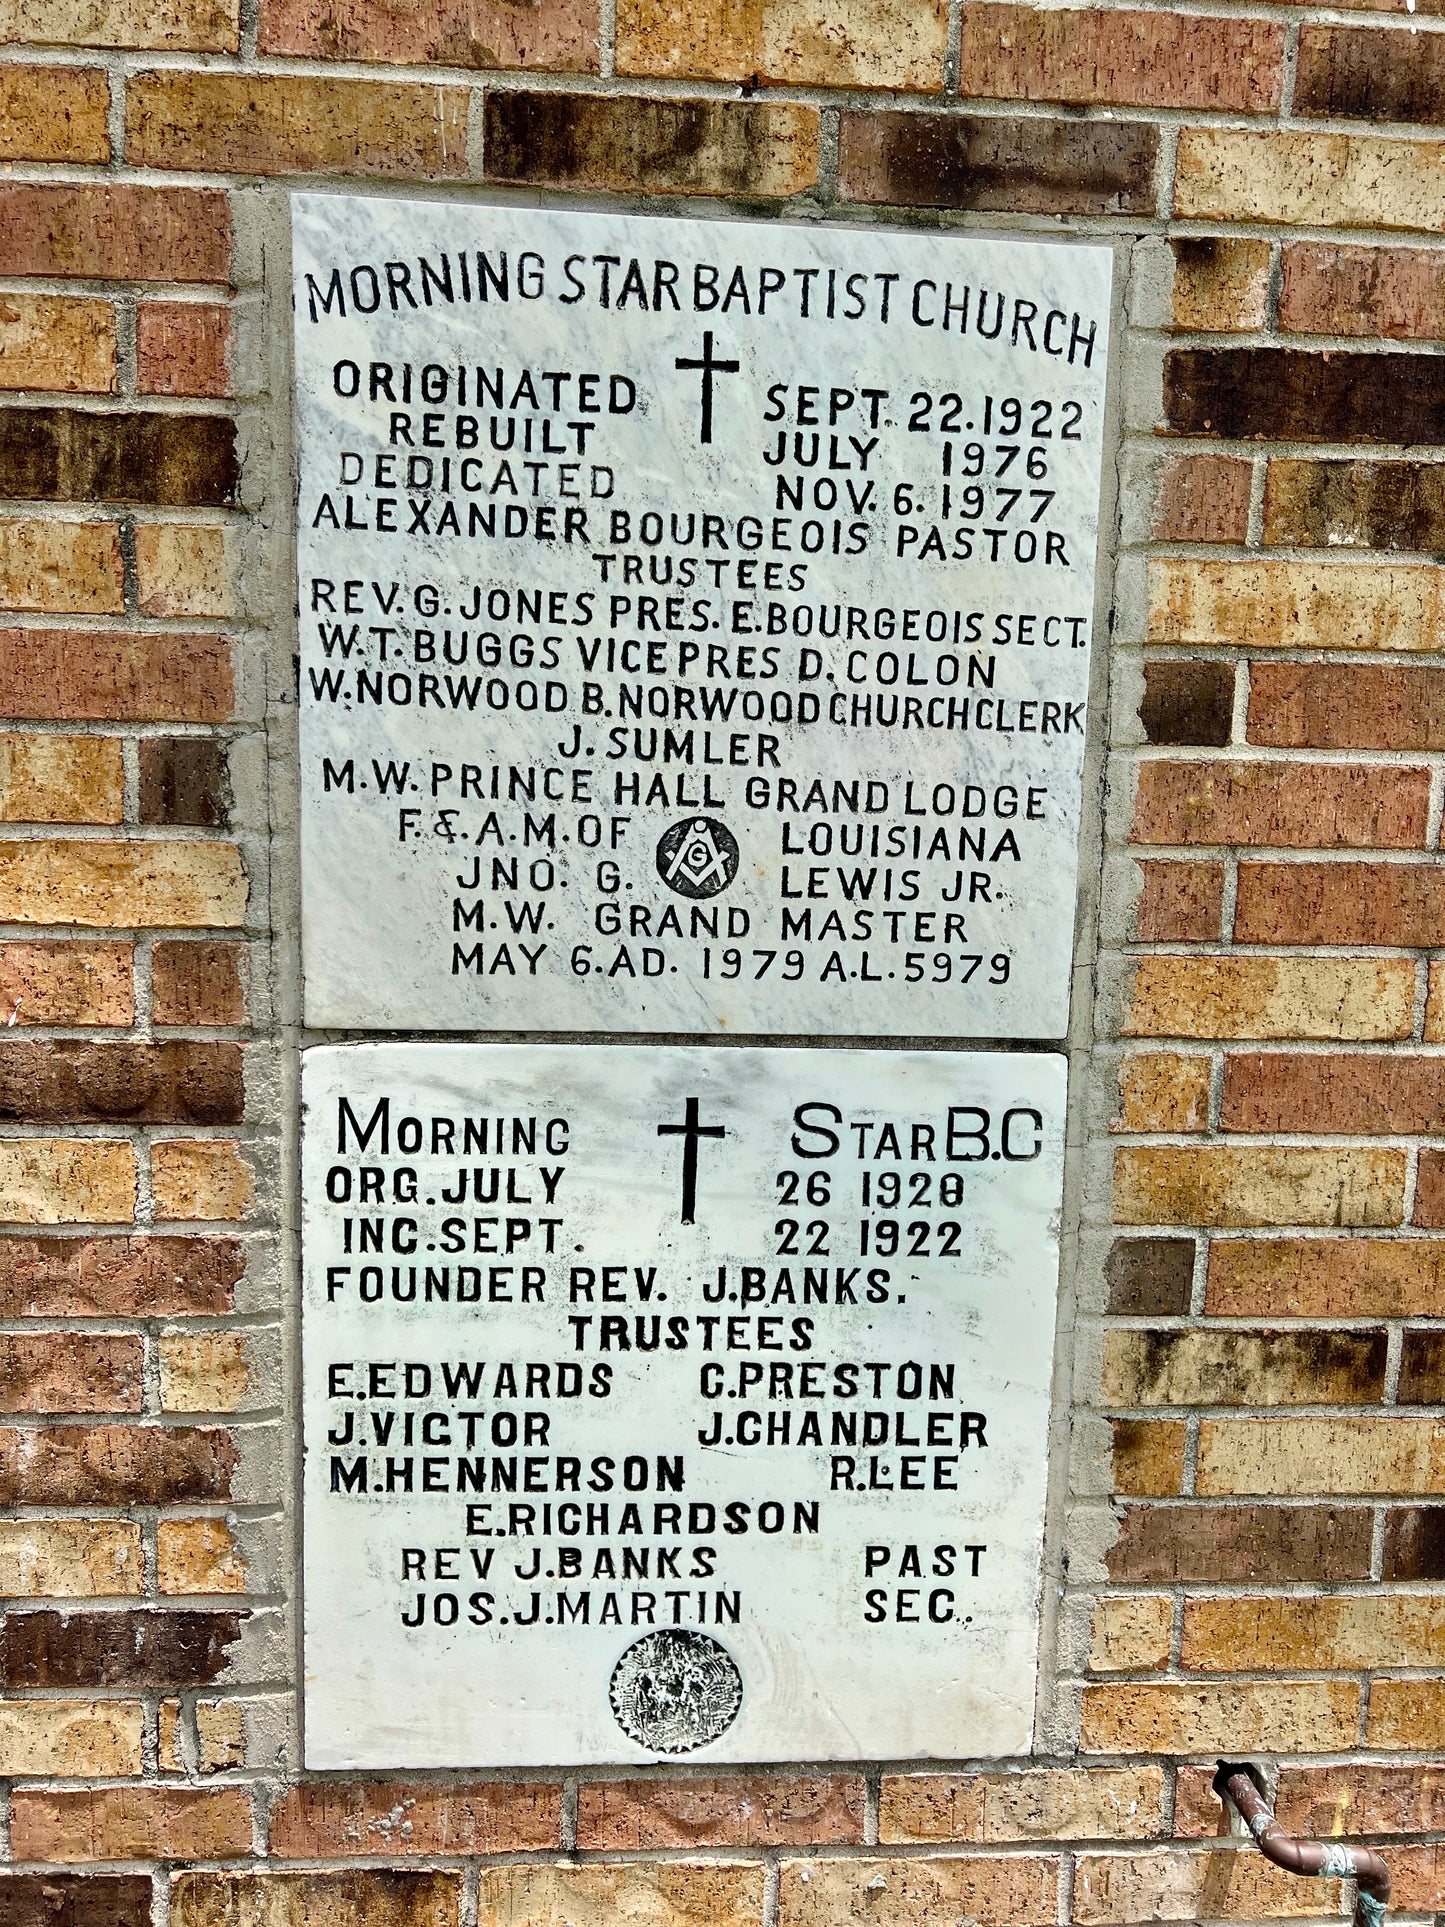 MORNING STAR BAPTIST CHURCH
ORIGINATED SEPT. 22.1922
REBUILT JULY 1976
DEDICATED NOV. 6. 1977
ALEXANDER BOURGEOIS PASTOR
TRUSTEES
REV. G. JONES PRES. E. BOURGEOIS SECT.
W.T. BUGGS VICE PRES D. COLON
W. NORWOOD B. NORWOOD CHURCH CLERK
J. SUMLER
M.W. PRINCE HALL GRAND LODGE
F. &. A.M. OF LOUISIANA
G
JNO. G. LEWIS JR.
M.W. GRAND MASTER
MAY 6. AD. 1979 A.L. 5979
MORNING STAR B.C
ORG. JULY 26 1928
INC. SEPT. 22 1922
FOUNDER REV. J. BANKS.
TRUSTEES
E. EDWARDS C. PRESTON
J. VICTOR J. CHANDLER
M. HENNERSON R. LEE
E. RICHARDSON
REV J. BANKS PAST
JOS. J. MARTIN SEC.